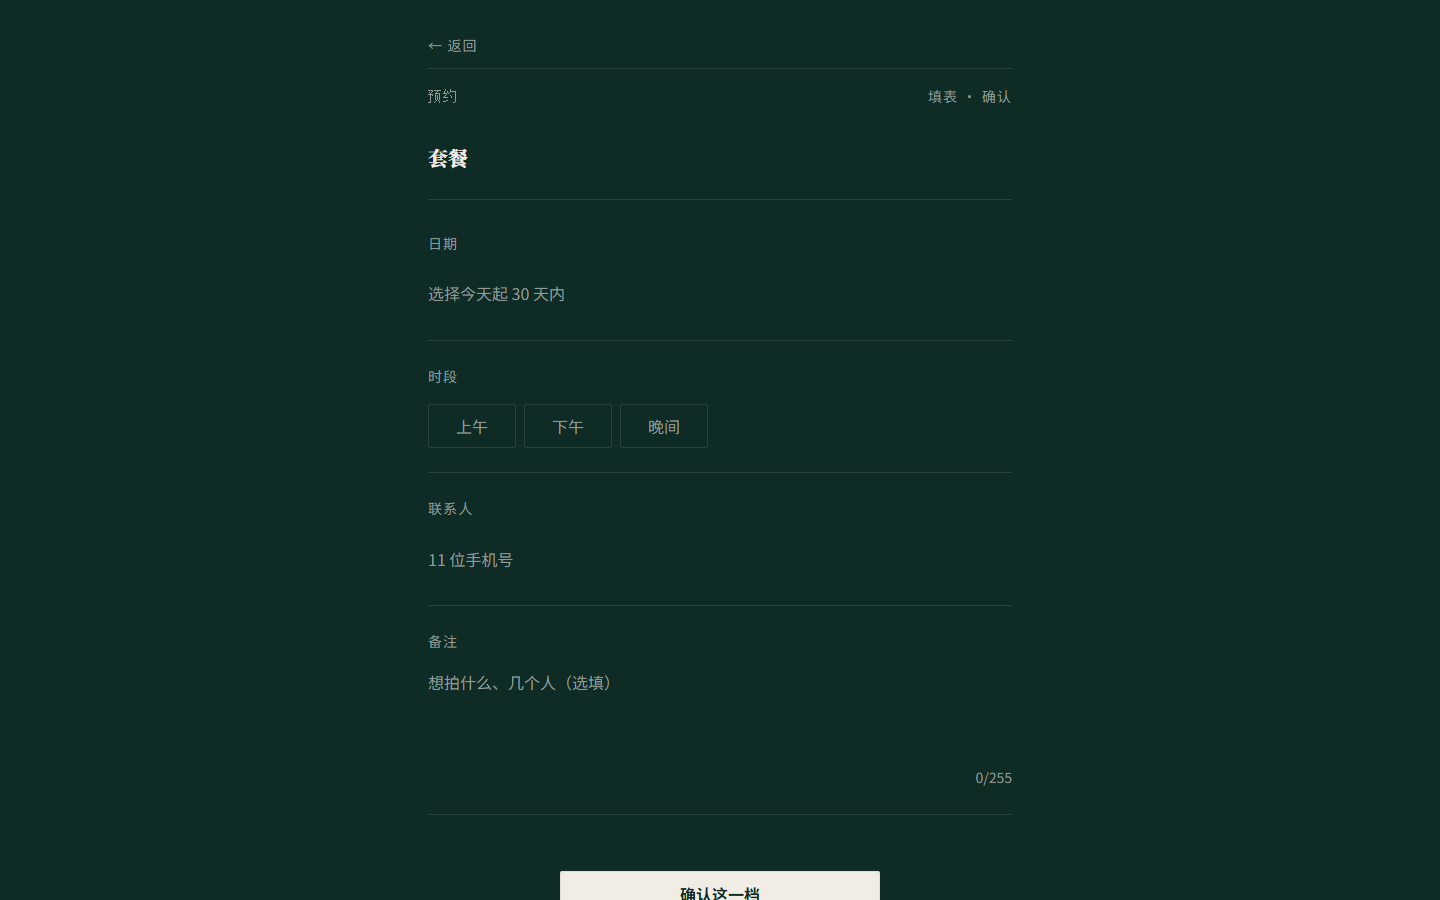 ← 返回
预约
填表 · 确认
套餐
日期
选择今天起 30 天内
时段
上午 下午 晚间
联系人
11 位手机号
备注
想拍什么、几个人（选填）
0/255
确认这一档